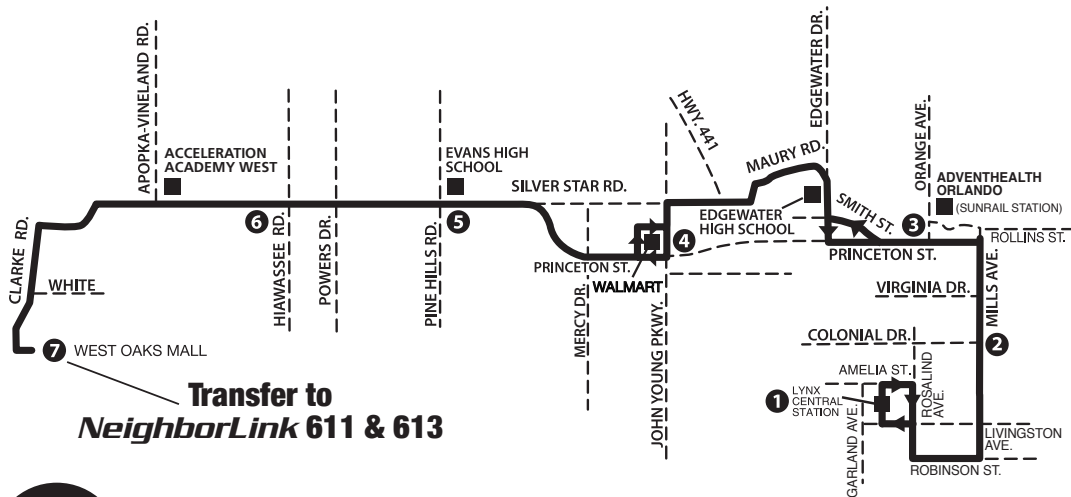 APOPKA-VINELAND RD.
ACCELERATION
ACADEMY WEST
EVANS HIGH
SCHOOL
SILVER STAR RD.
HWY. 441
MAURY RD.
EDGEWATER DR.
ORANGE AVE.
ADVENTHEALTH
ORLANDO
(SUNRAIL STATION)
CLARKE RD.
WHITE
HIAWASSEE RD.
6
POWERS DR.
PINE HILLS RD.
5
PRINCETON ST.
MERCY DR.
WALMART
4
JOHN YOUNG PKWY.
EDGEWATER
HIGH SCHOOL
SMITH ST.
3
PRINCETON ST.
ROLLINS ST.
VIRGINIA DR.
MILLS AVE.
COLONIAL DR.
2
7 WEST OAKS MALL
Transfer to
NeighborLink 611 & 613
AMELIA ST.
1
LYNX
CENTRAL
STATION
ROSALIND
AVE.
GARLAND AVE.
LIVINGSTON
AVE.
ROBINSON ST.